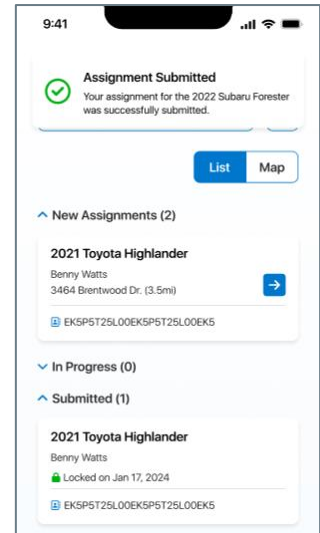 9:41
Assignment Submitted
Your assignment for the 2022 Subaru Forester
was successfully submitted.
List Map
New Assignments (2)
2021 Toyota Highlander
Benny Watts
3464 Brentwood Dr. (3.5mi)
EK5P5T25L00EK5P5T25L00EK5
In Progress (0)
Submitted (1)
2021 Toyota Highlander
Benny Watts
Locked on Jan 17, 2024
EK5P5T25L00EK5P5T25L00EK5